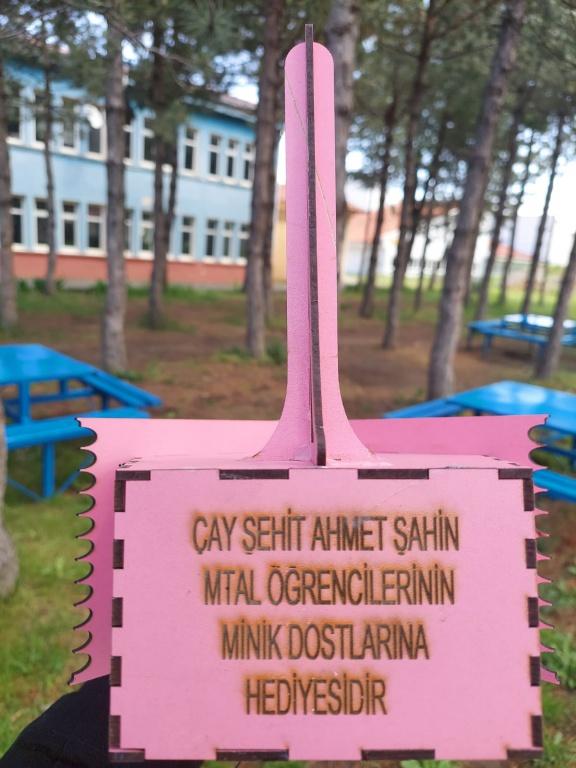 ÇAY ŞEHİT AHMET ŞAHİN
MTAL ÖĞRENCİLERİNİN
MİNİK DOSTLARINA
HEDİYESİDİR